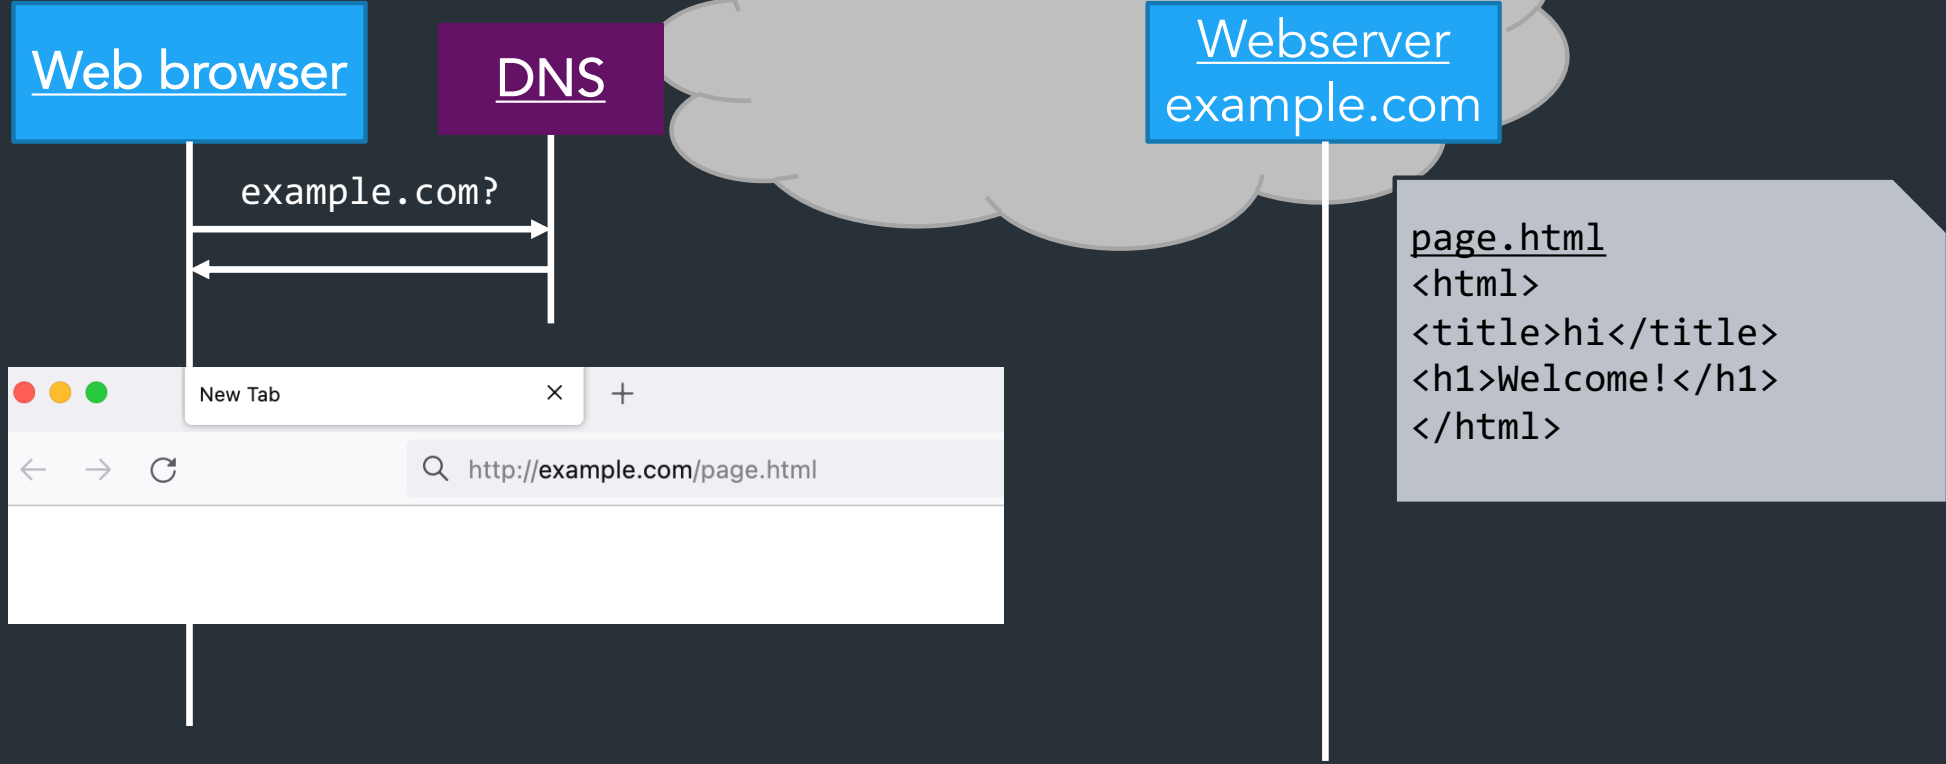 Web browser
DNS
Webserver
example.com
example.com?
page.html
<html>
<title>hi</title>
<h1>Welcome!</h1>
</html>
New Tab
http://example.com/page.html